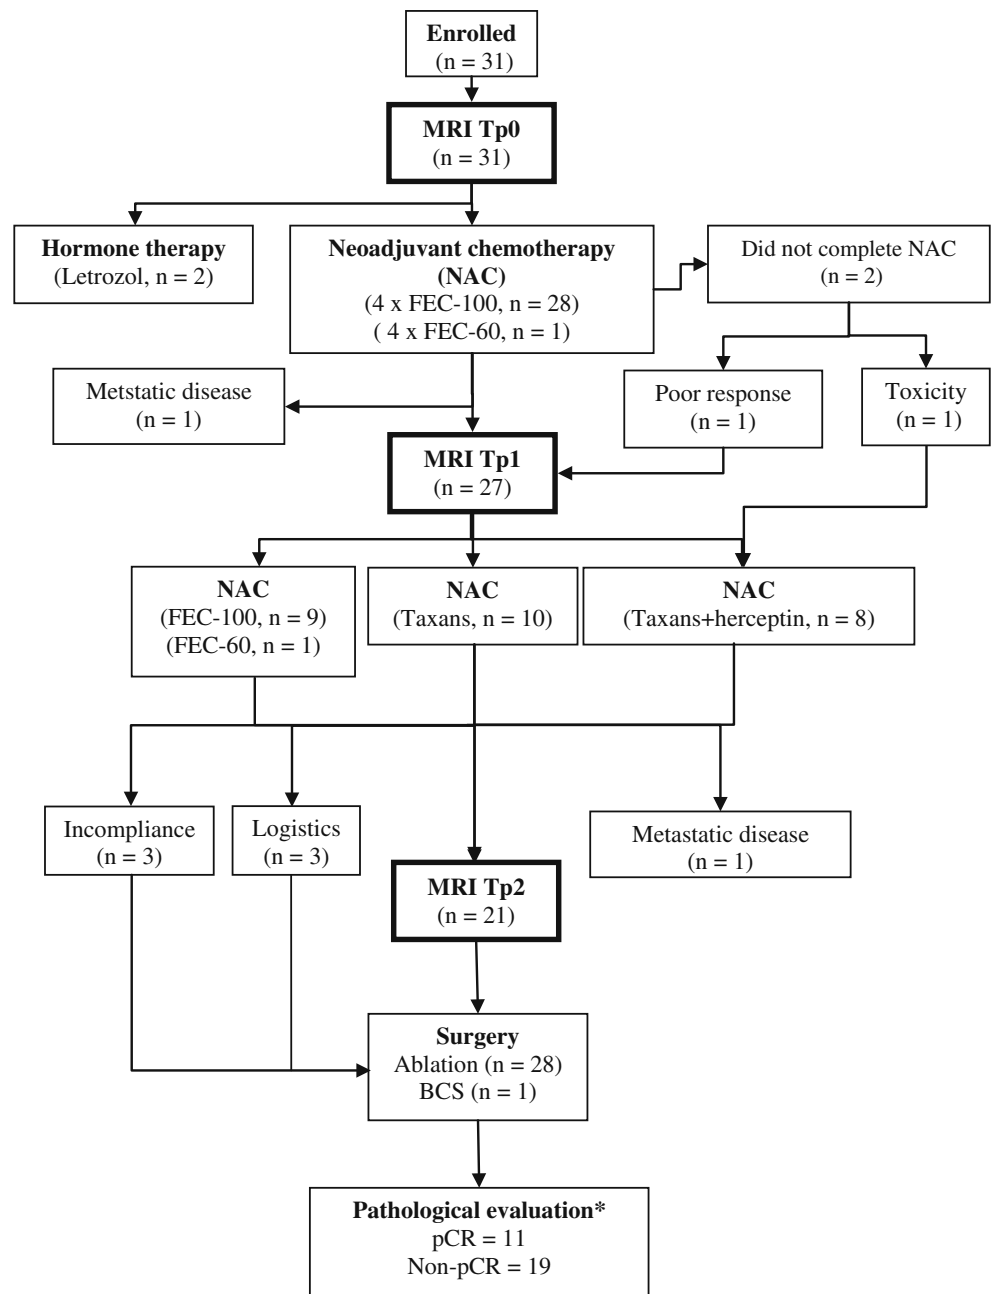 Enrolled
(n = 31)
MRI Tp0
(n = 31)
Hormone therapy
(Letrozol, n = 2)
Neoadjuvant chemotherapy
(NAC)
(4 x FEC-100, n = 28)
( 4 x FEC-60, n = 1)
Did not complete NAC
(n = 2)
Metstatic disease
(n = 1)
Poor response
(n = 1)
Toxicity
(n = 1)
MRI Tp1
(n = 27)
NAC
(FEC-100, n = 9)
(FEC-60, n = 1)
NAC
(Taxans, n = 10)
NAC
(Taxans+herceptin, n = 8)
Incompliance
(n = 3)
Logistics
(n = 3)
Metastatic disease
(n = 1)
MRI Tp2
(n = 21)
Surgery
Ablation (n = 28)
BCS (n = 1)
Pathological evaluation*
pCR = 11
Non-pCR = 19